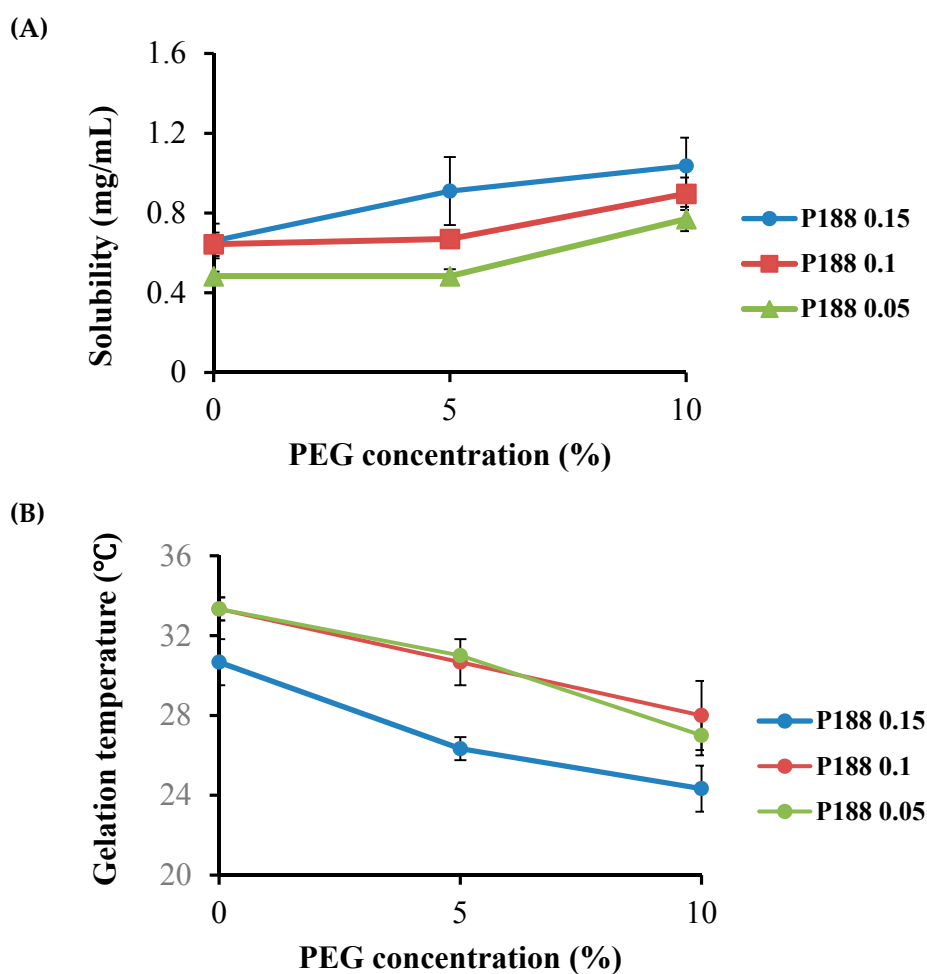 (A)
1.6
1.2
0.8
0.4
0
Solubility (mg/mL)
0 5 10
PEG concentration (%)
P188 0.15
P188 0.1
P188 0.05
(B)
36
32
28
24
20
Gelation temperature (℃)
0 5 10
PEG concentration (%)
P188 0.15
P188 0.1
P188 0.05